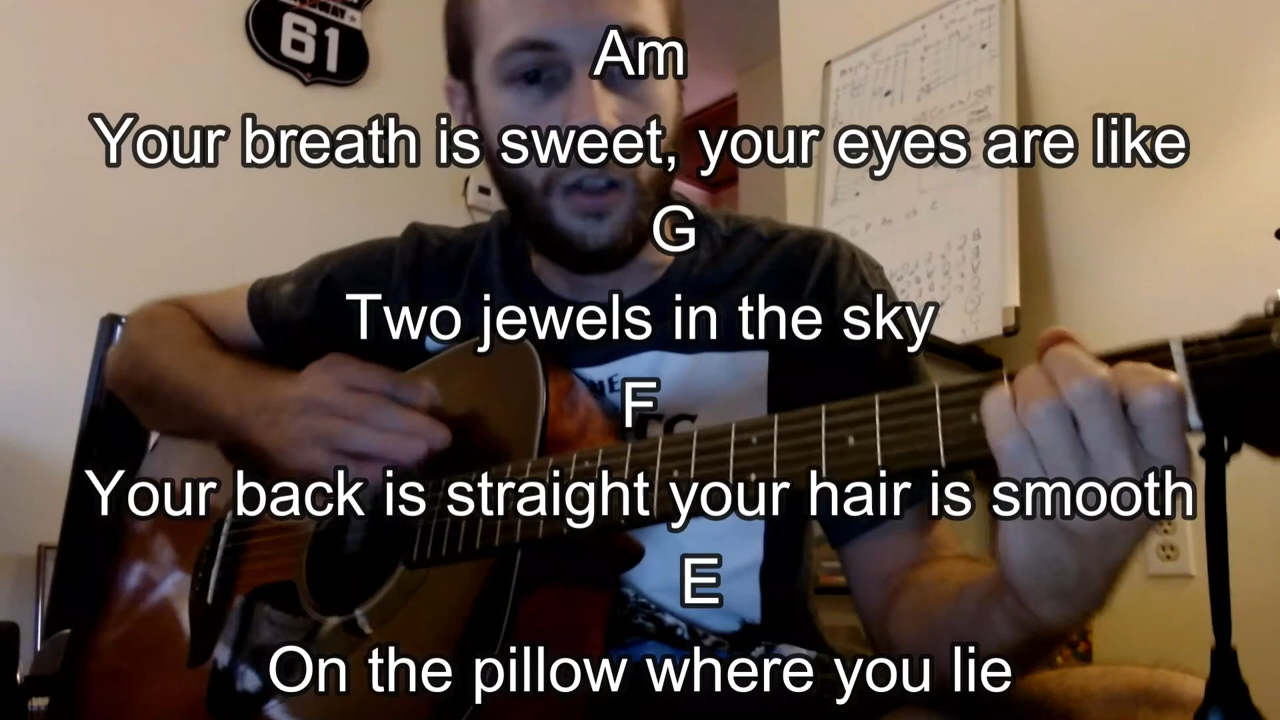 61
Am
Your breath is sweet, your eyes are like
G
Two jewels in the sky
F
Your back is straight your hair is smooth
E
On the pillow where you lie